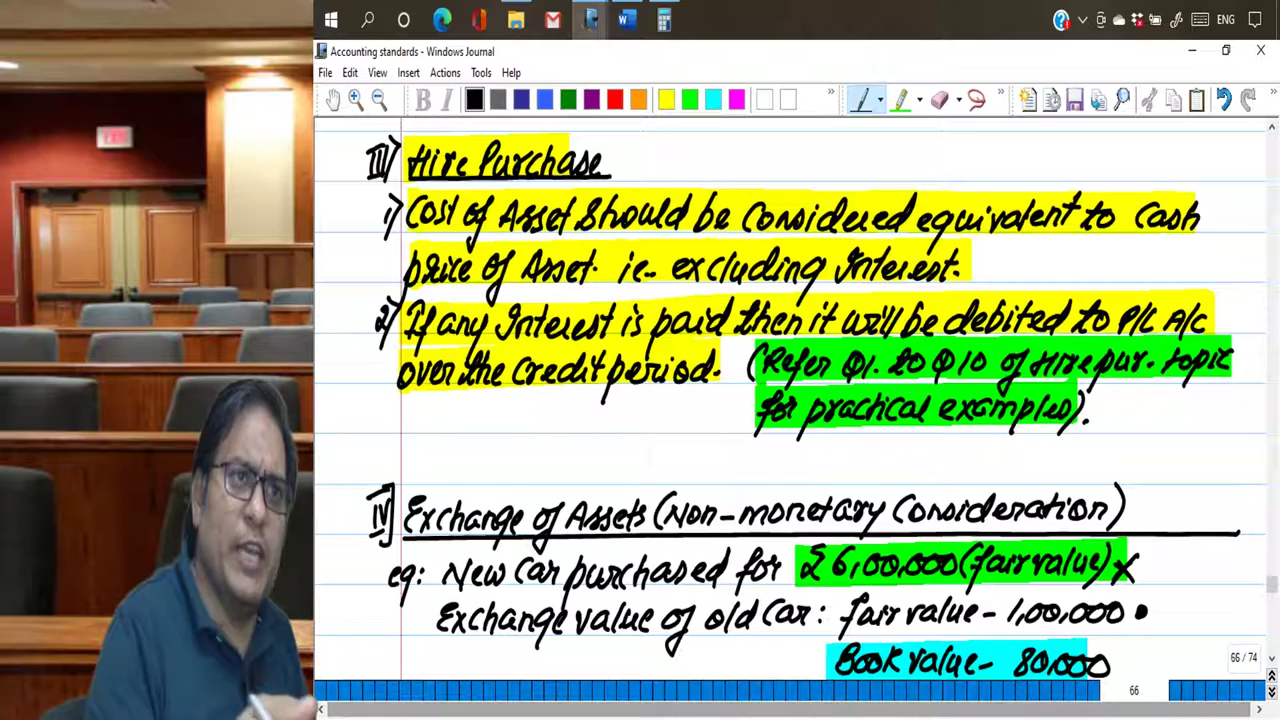 ENG
Accounting standards - Windows Journal
File Edit View Insert Actions Tools Help
B I
III) Hire Purchase
1) Cost of Asset should be considered equivalent to cash
price of Asset. ie. excluding Interest.
2) If any Interest is paid then it will be debited to P/L A/c
over the credit period. (Refer Q1. to Q10 of Hire pur. topic
for practical examples).
IV] Exchange of Assets (Non-monetary Consideration)
eg: New Car purchased for ₹ 6,00,000 (fair value) x
Exchange value of old Car: fair value - 1,00,000
Book value - 80,000
66 / 74
66